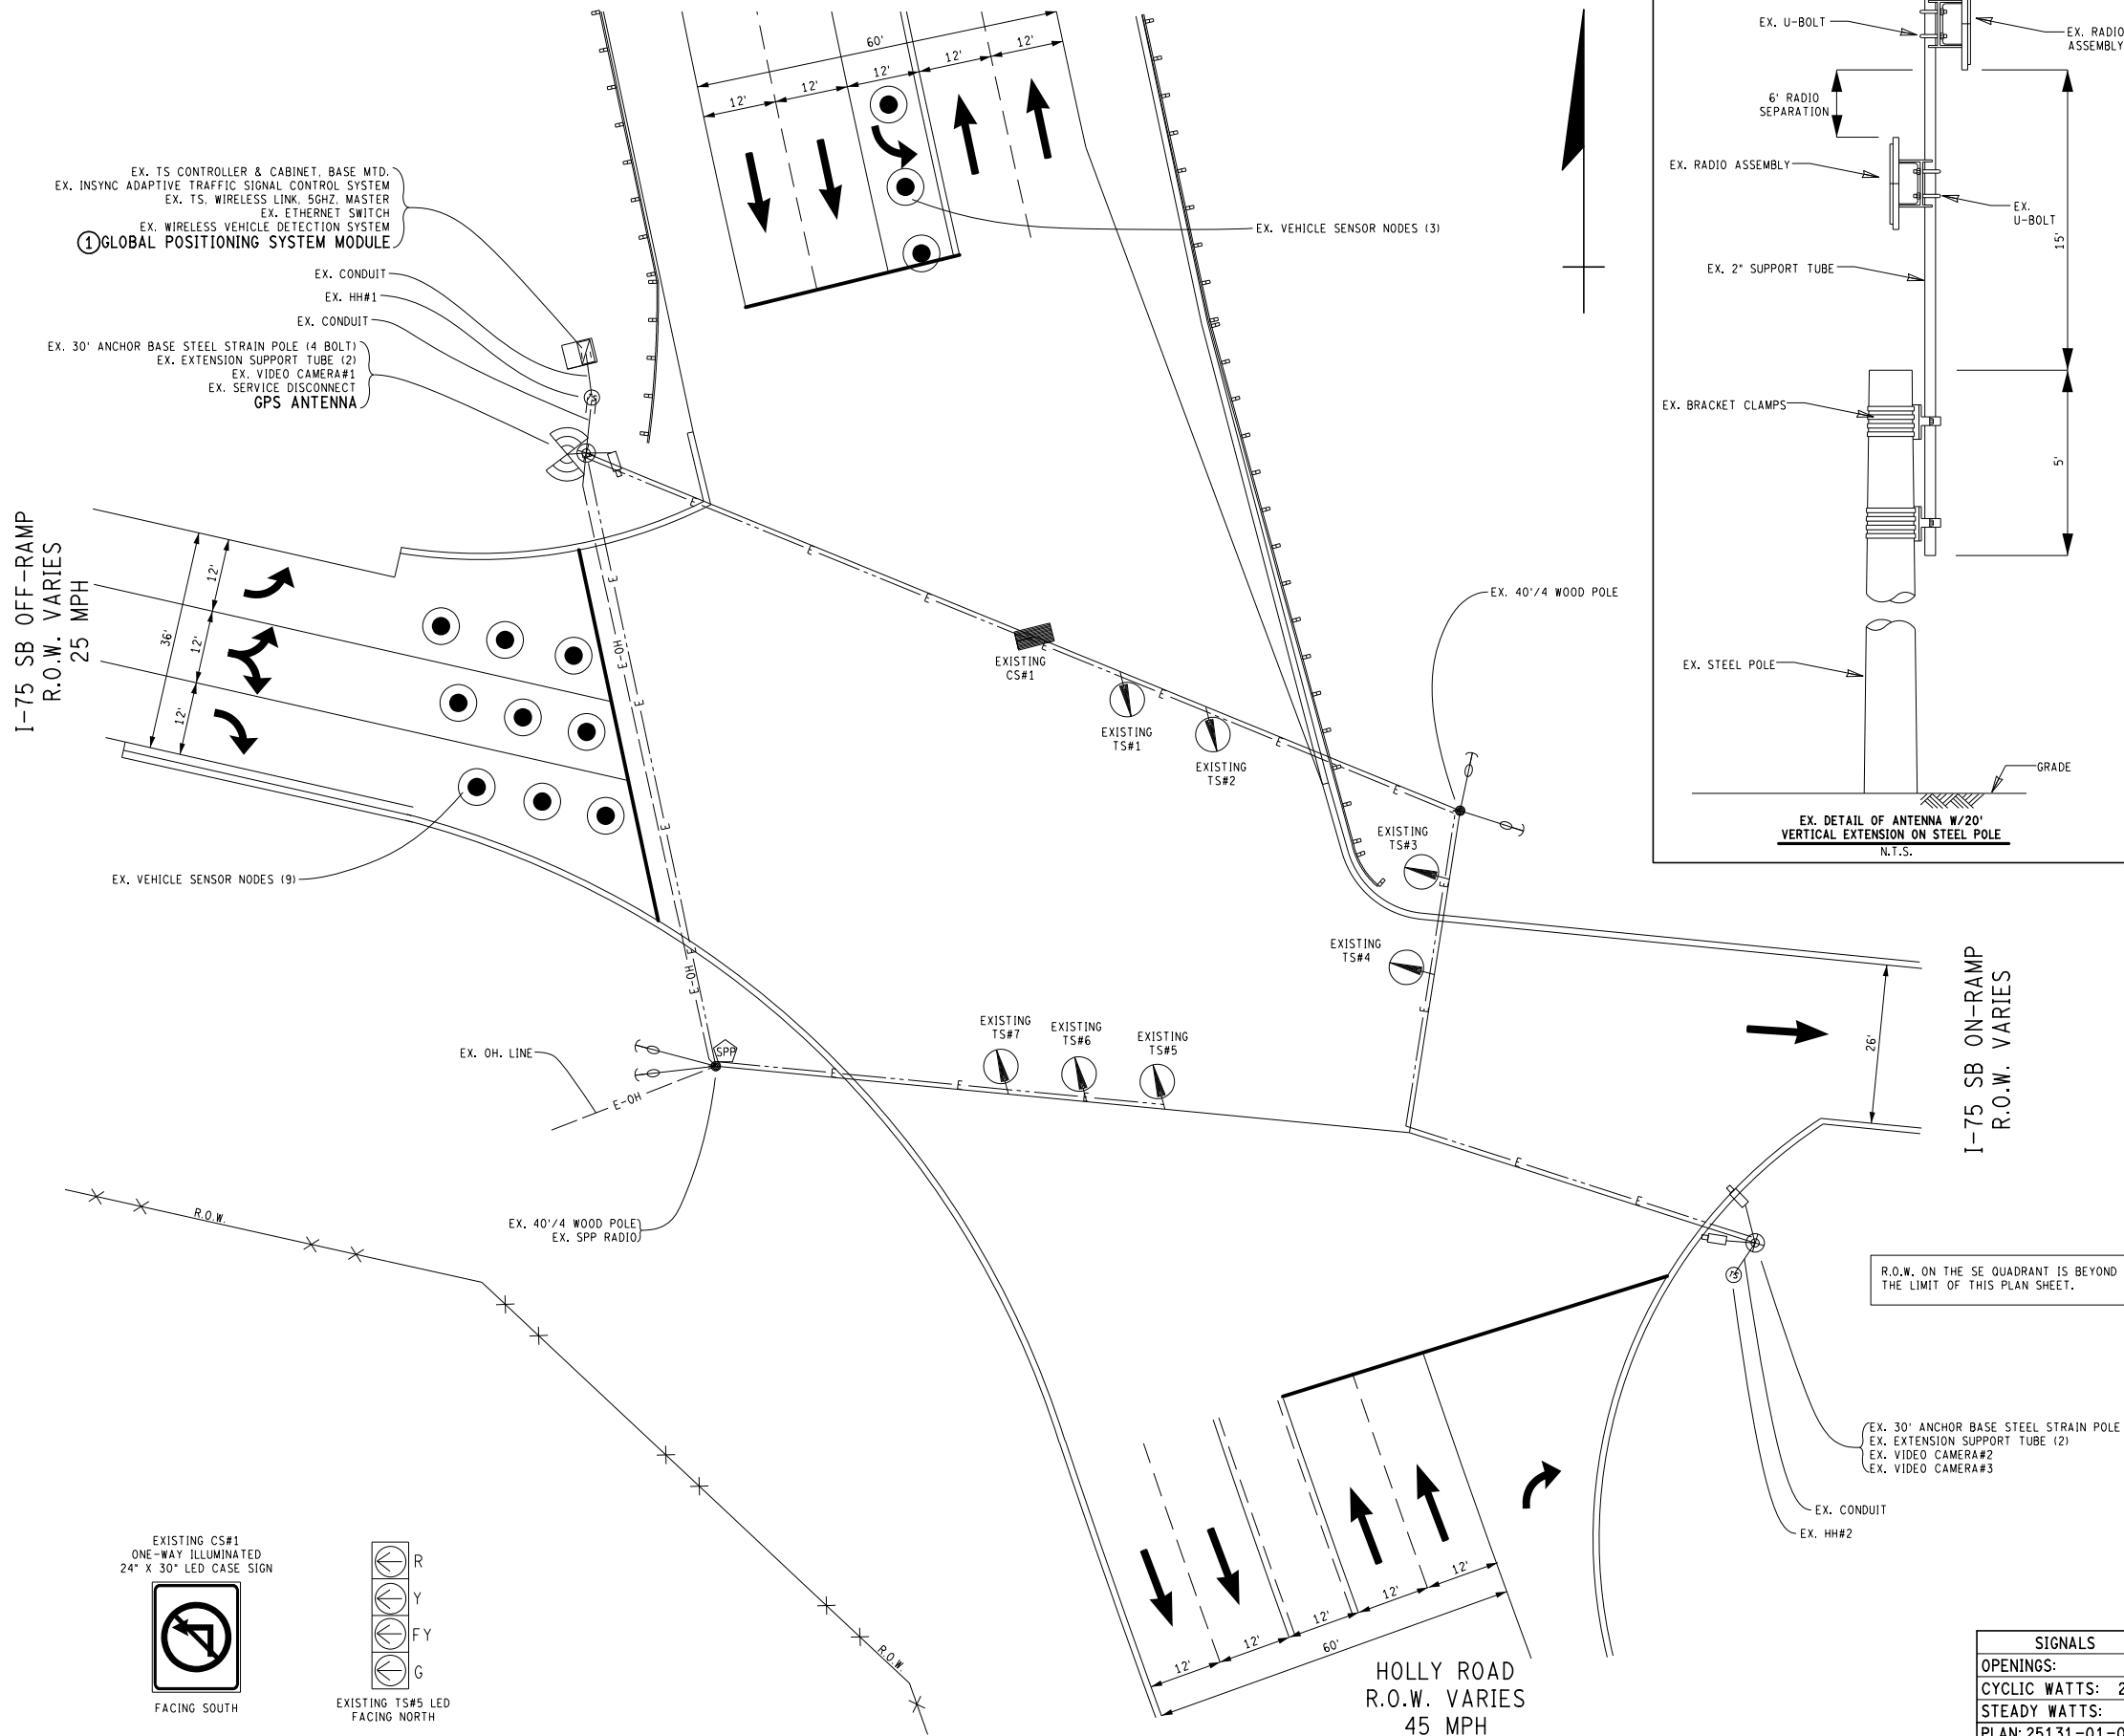 60'
12'
12'
12'
12'
12'
EX. TS CONTROLLER & CABINET, BASE MTD.
EX. INSYNC ADAPTIVE TRAFFIC SIGNAL CONTROL SYSTEM
EX. TS, WIRELESS LINK, 5GHZ, MASTER
EX. ETHERNET SWITCH
EX. WIRELESS VEHICLE DETECTION SYSTEM
1 GLOBAL POSITIONING SYSTEM MODULE
EX. CONDUIT
EX. HH#1
EX. CONDUIT
EX. 30' ANCHOR BASE STEEL STRAIN POLE (4 BOLT)
EX. EXTENSION SUPPORT TUBE (2)
EX. VIDEO CAMERA#1
EX. SERVICE DISCONNECT
GPS ANTENNA
EX. VEHICLE SENSOR NODES (3)
EX. U-BOLT
EX. RADIO
ASSEMBLY
6' RADIO
SEPARATION
EX. RADIO ASSEMBLY
EX.
U-BOLT
15'
EX. 2" SUPPORT TUBE
EX. BRACKET CLAMPS
5'
EX. STEEL POLE
GRADE
EX. DETAIL OF ANTENNA W/20'
VERTICAL EXTENSION ON STEEL POLE
N.T.S.
I-75 SB OFF-RAMP
R.O.W. VARIES
25 MPH
36'
12'
12'
12'
TS
E
E
E
E
E
E
E
E
E
E-OH
E
E
E
E-OH
EXISTING
CS#1
EXISTING
TS#1
EXISTING
TS#2
EX. 40'/4 WOOD POLE
EXISTING
TS#3
E
EXISTING
TS#4
E
EX. VEHICLE SENSOR NODES (9)
I-75 SB ON-RAMP
R.O.W. VARIES
26'
EXISTING
TS#7
EXISTING
TS#6
EXISTING
TS#5
EX. OH. LINE
SPP
E
E
E
E-OH
E
E
EX. 40'/4 WOOD POLE
EX. SPP RADIO
R.O.W.
TS
R.O.W. ON THE SE QUADRANT IS BEYOND
THE LIMIT OF THIS PLAN SHEET.
EX. 30' ANCHOR BASE STEEL STRAIN POLE
EX. EXTENSION SUPPORT TUBE (2)
EX. VIDEO CAMERA#2
EX. VIDEO CAMERA#3
EX. CONDUIT
EX. HH#2
EXISTING CS#1
ONE-WAY ILLUMINATED
24" X 30" LED CASE SIGN
FACING SOUTH
R
Y
FY
G
EXISTING TS#5 LED
FACING NORTH
R.O.W.
12'
12'
12'
12'
12'
60'
HOLLY ROAD
R.O.W. VARIES
45 MPH
SIGNALS
OPENINGS:
CYCLIC WATTS: 2
STEADY WATTS:
PLAN: 25131-01-0